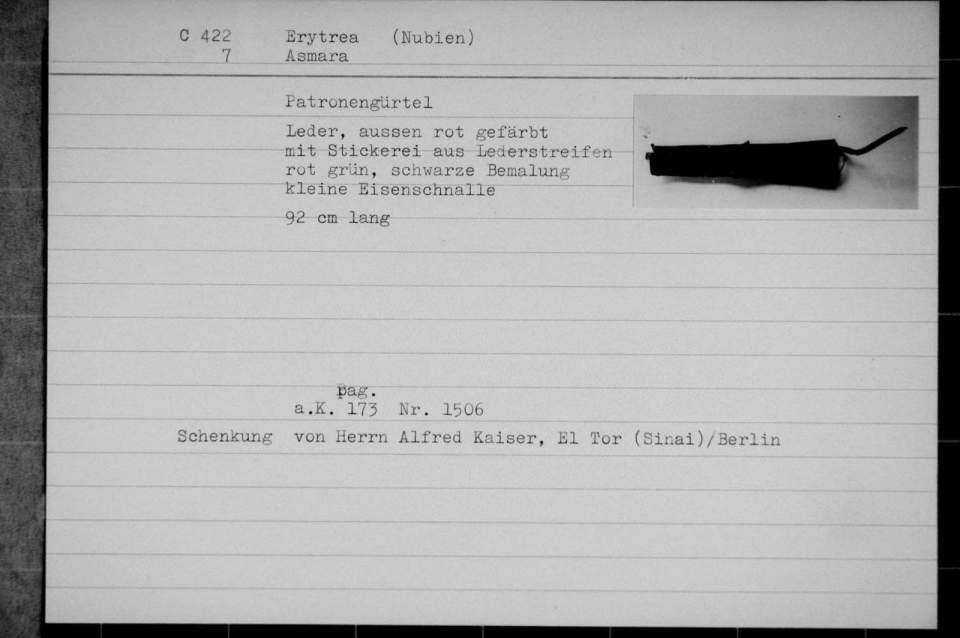 C 422 Erytrea (Nubien)
7 Asmara
Patronengürtel
Leder, aussen rot gefärbt
mit Stickerei aus Lederstreifen
rot grün, schwarze Bemalung
kleine Eisenschnalle
92 cm lang
pag.
a.K. 173 Nr. 1506
Schenkung von Herrn Alfred Kaiser, El Tor (Sinai)/Berlin